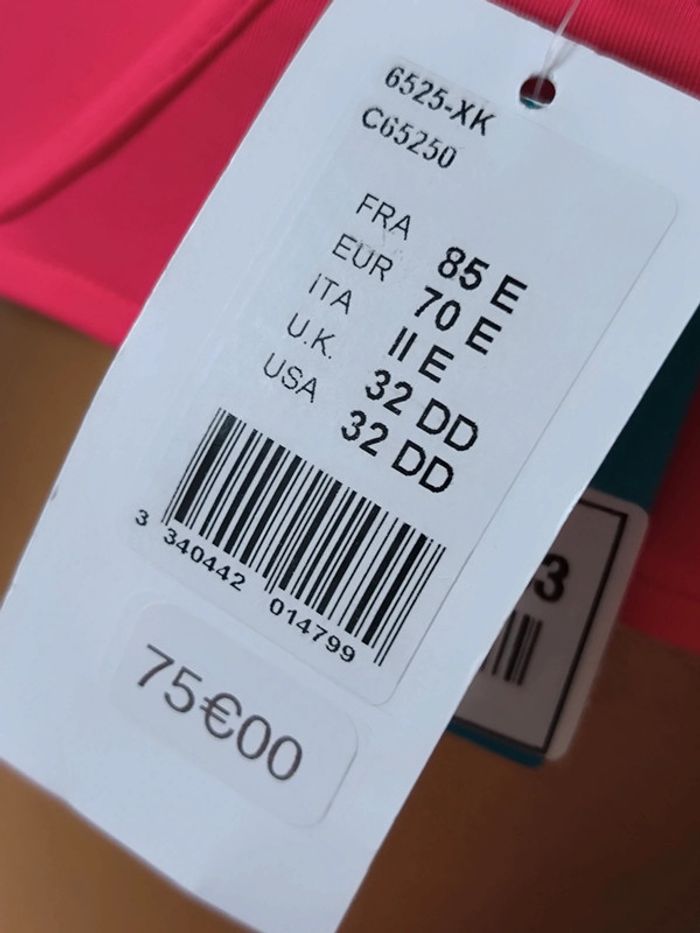 6525-XK
C65250
FRA 85 E
EUR 70 E
ITA II E
U.K. 32 DD
USA 32 DD
3 340442 014799
75€00
3